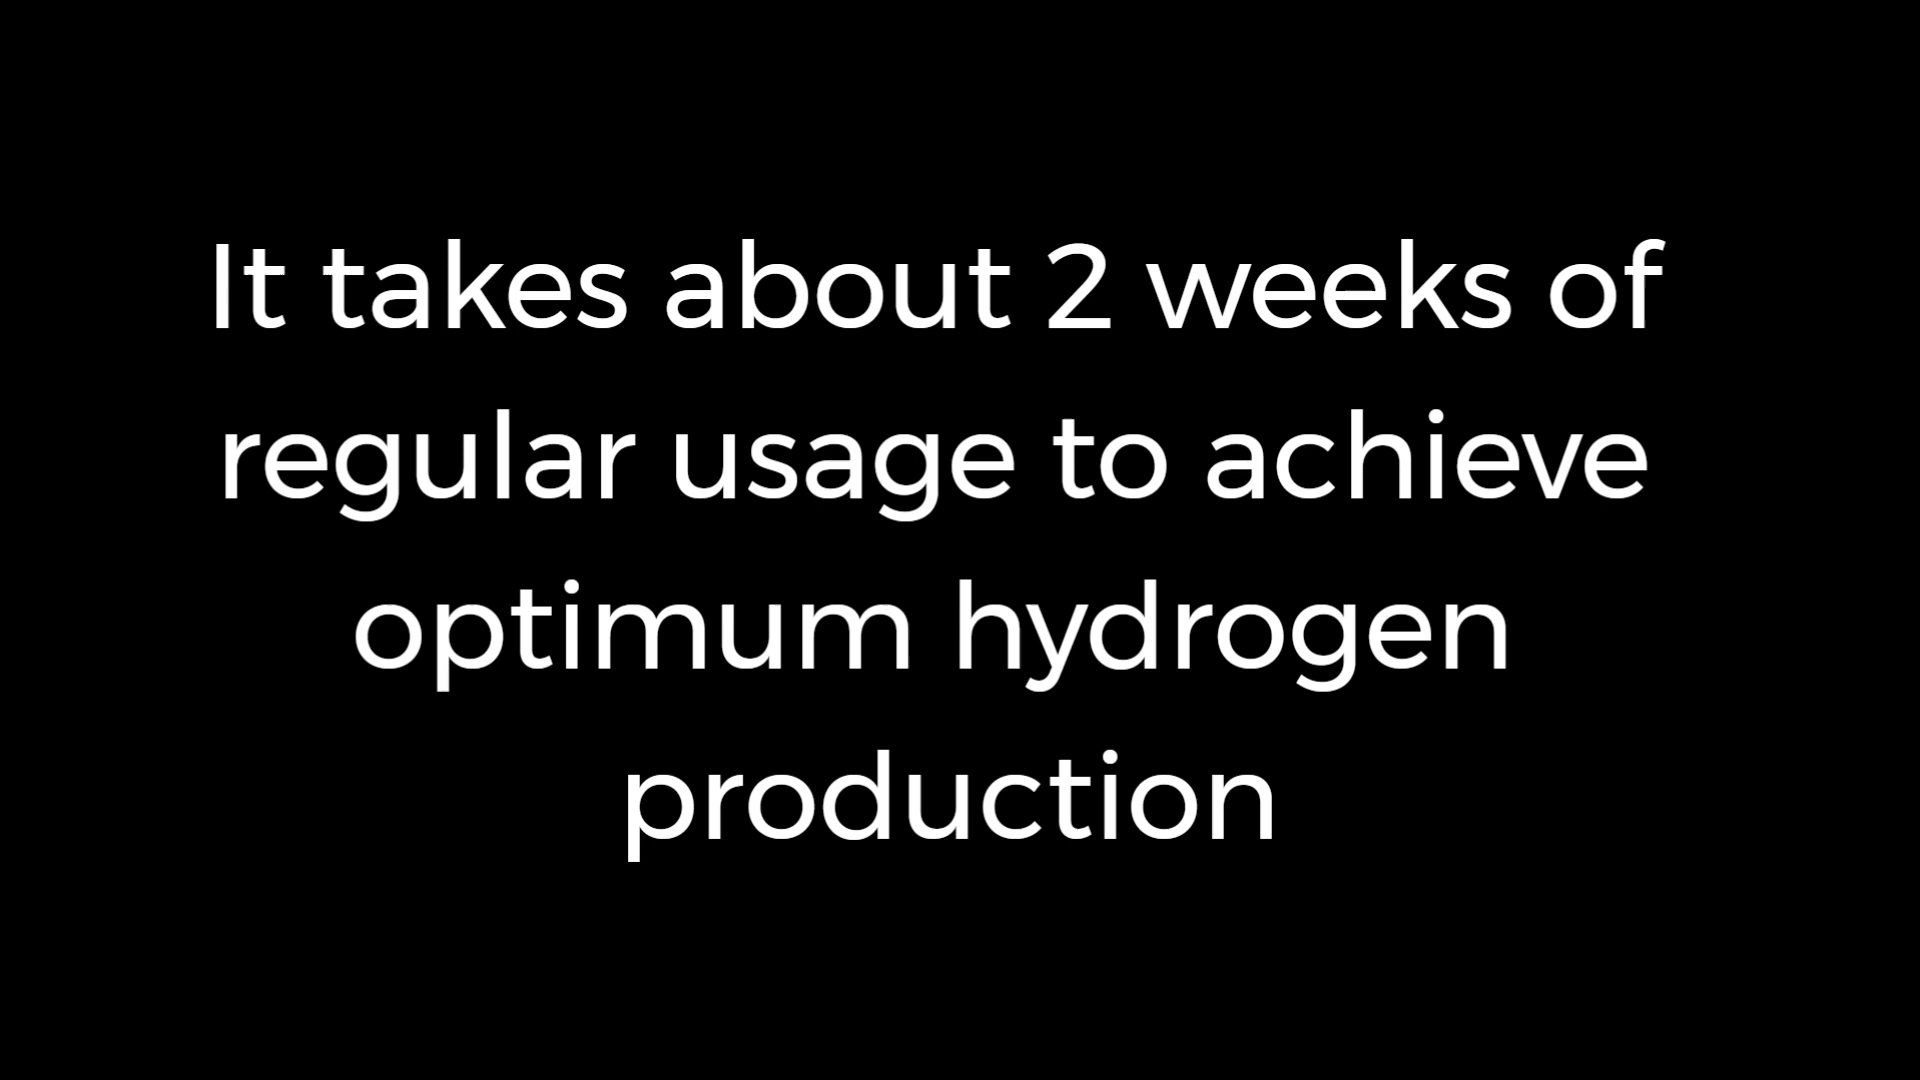 It takes about 2 weeks of
regular usage to achieve
optimum hydrogen
production